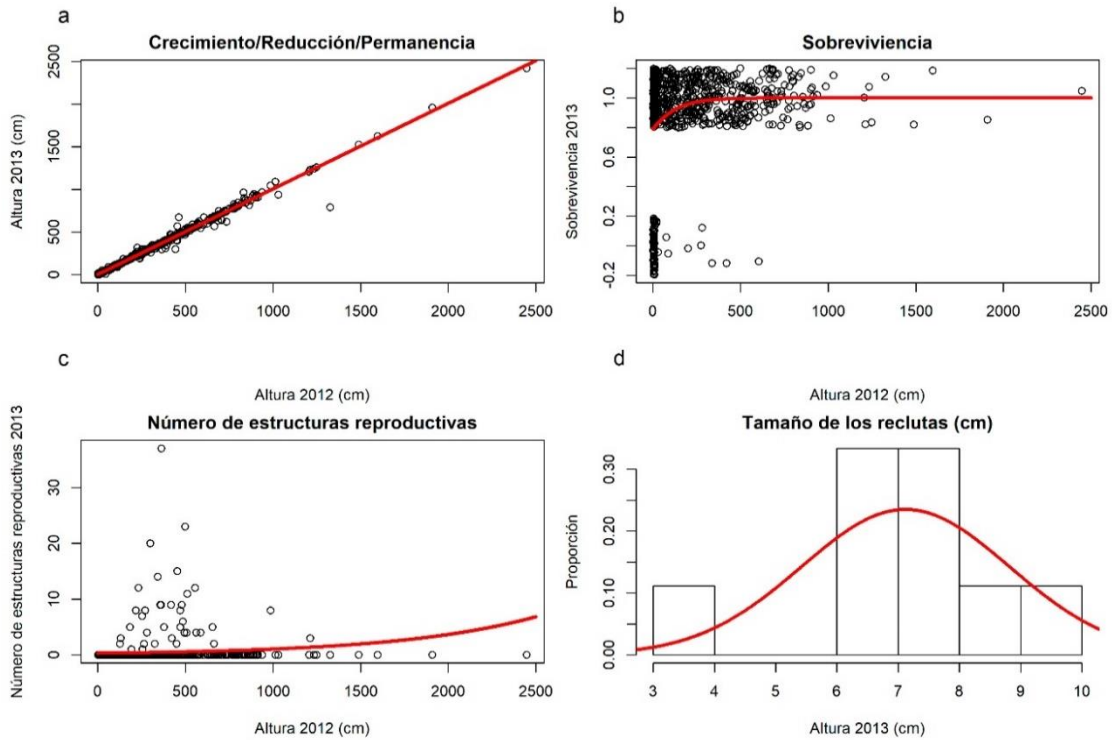 a
Crecimiento/Reducción/Permanencia
Altura 2013 (cm)
0 500 1500 2500
0 500 1000 1500 2000 2500
Altura 2012 (cm)
b
Sobreviviencia
Sobrevivencia 2013
-0.2 0.2 0.6 1.0
0 500 1000 1500 2000 2500
Altura 2012 (cm)
c
Número de estructuras reproductivas
Número de estructuras reproductivas 2013
0 10 20 30
0 500 1000 1500 2000 2500
Altura 2012 (cm)
d
Tamaño de los reclutas (cm)
Proporción
0.00 0.10 0.20 0.30
3 4 5 6 7 8 9 10
Altura 2013 (cm)